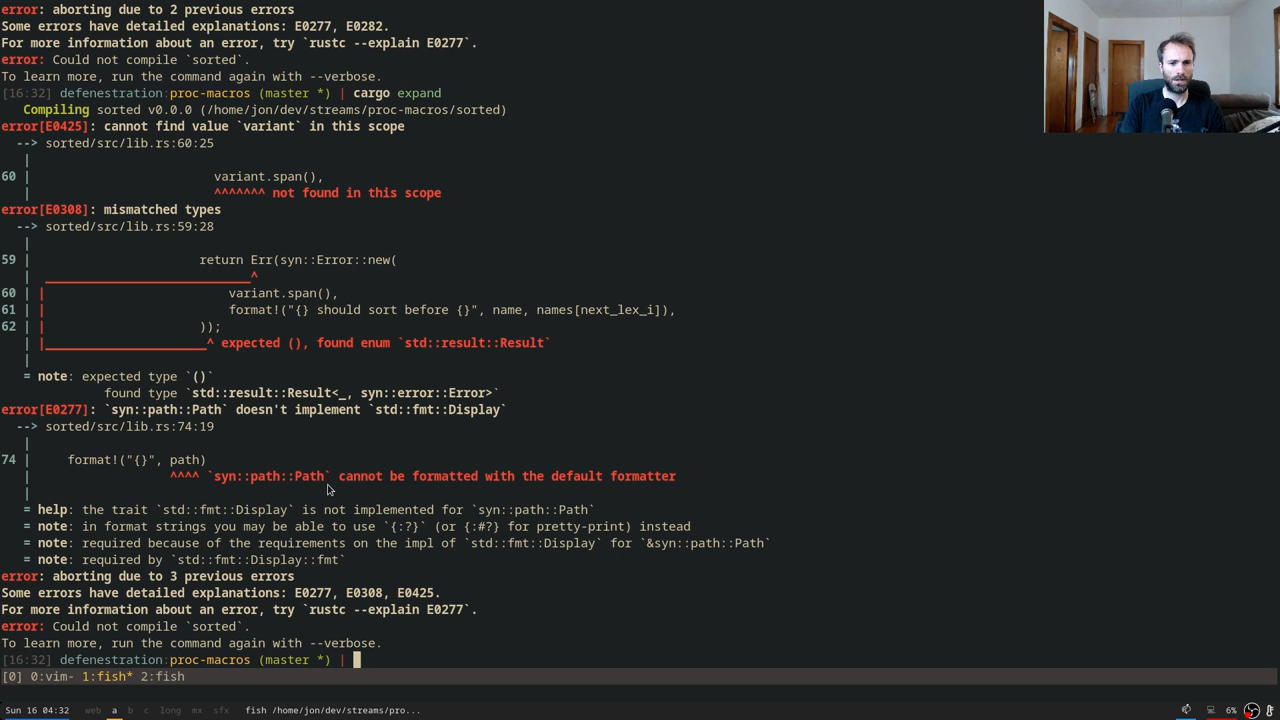 error: aborting due to 2 previous errors
Some errors have detailed explanations: E0277, E0282.
For more information about an error, try `rustc --explain E0277`.
error: Could not compile `sorted`.
To learn more, run the command again with --verbose.
[16:32] defenestration:proc-macros (master *) | cargo expand
   Compiling sorted v0.0.0 (/home/jon/dev/streams/proc-macros/sorted)
error[E0425]: cannot find value `variant` in this scope
  --> sorted/src/lib.rs:60:25
   |
60 |                         variant.span(),
   |                         ^^^^^^^ not found in this scope
error[E0308]: mismatched types
  --> sorted/src/lib.rs:59:28
   |
59 |                       return Err(syn::Error::new(
   |  ____________________________^
60 | |                         variant.span(),
61 | |                         format!("{} should sort before {}", name, names[next_lex_i]),
62 | |                     ));
   | |______________________^ expected (), found enum `std::result::Result`
   |
   = note: expected type `()`
              found type `std::result::Result<_, syn::error::Error>`
error[E0277]: `syn::path::Path` doesn't implement `std::fmt::Display`
  --> sorted/src/lib.rs:74:19
   |
74 |     format!("{}", path)
   |                   ^^^^ `syn::path::Path` cannot be formatted with the default formatter
   |
   = help: the trait `std::fmt::Display` is not implemented for `syn::path::Path`
   = note: in format strings you may be able to use `{:?}` (or {:#?} for pretty-print) instead
   = note: required because of the requirements on the impl of `std::fmt::Display` for `&syn::path::Path`
   = note: required by `std::fmt::Display::fmt`
error: aborting due to 3 previous errors
Some errors have detailed explanations: E0277, E0308, E0425.
For more information about an error, try `rustc --explain E0277`.
error: Could not compile `sorted`.
To learn more, run the command again with --verbose.
[16:32] defenestration:proc-macros (master *) |
[0] 0:vim- 1:fish* 2:fish
Sun 16 04:32 web a b c long mx sfx fish /home/jon/dev/streams/pro... 6%